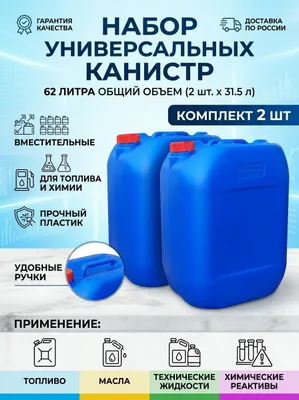 ГАРАНТИЯ
КАЧЕСТВА
ДОСТАВКА
ПО РОССИИ
НАБОР
УНИВЕРСАЛЬНЫХ
КАНИСТР
62 ЛИТРА ОБЩИЙ ОБЪЕМ (2 шт. х 31.5 л)
КОМПЛЕКТ 2 ШТ
ВМЕСТИТЕЛЬНЫЕ
ДЛЯ ТОПЛИВА
И ХИМИИ
ПРОЧНЫЙ
ПЛАСТИК
УДОБНЫЕ
РУЧКИ
ПРИМЕНЕНИЕ:
ТОПЛИВО
МАСЛА
ТЕХНИЧЕСКИЕ
ЖИДКОСТИ
ХИМИЧЕСКИЕ
РЕАКТИВЫ